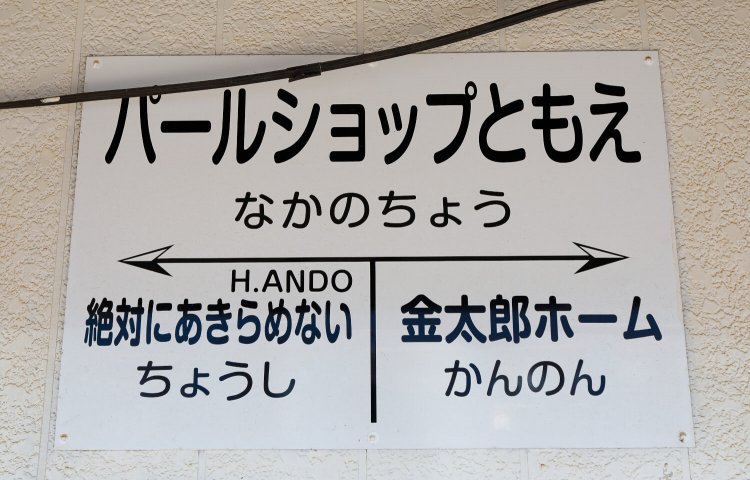 パールショップともえ
なかのちょう
H.ANDO
絶対にあきらめない
ちょうし
金太郎ホーム
かんのん